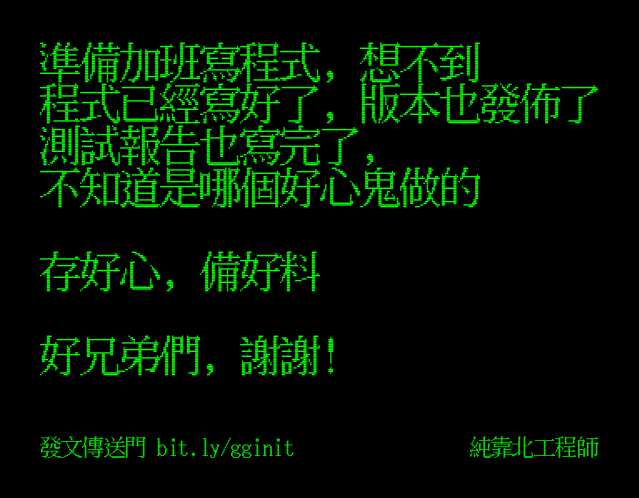 準備加班寫程式, 想不到
程式已經寫好了, 版本也發佈了
測試報告也寫完了,
不知道是哪個好心鬼做的
存好心, 備好料
好兄弟們, 謝謝!
發文傳送門 bit.ly/gginit
純靠北工程師